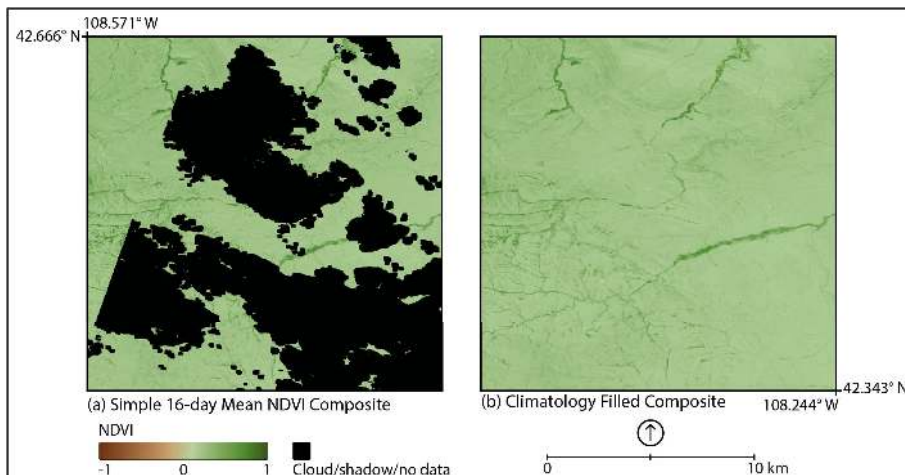 108.571° W
42.666° N
42.343° N
(a) Simple 16-day Mean NDVI Composite
(b) Climatology Filled Composite
108.244° W
NDVI
-1 0 1
Cloud/shadow/no data
0 10 km